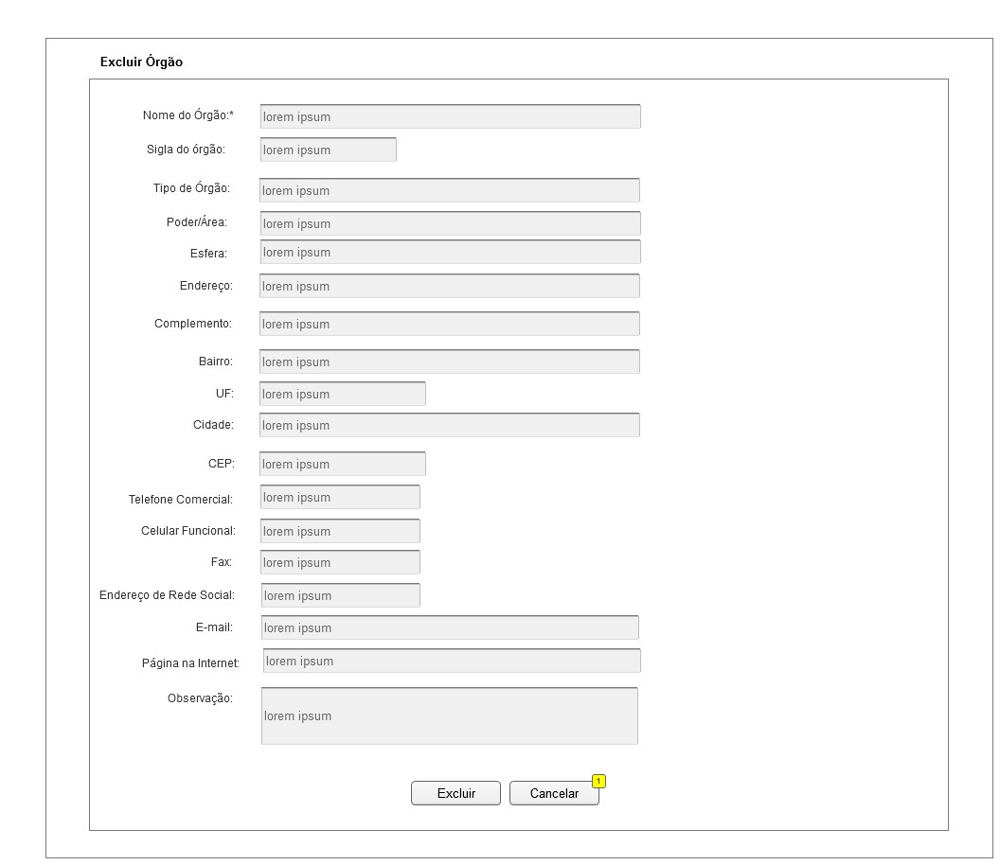 Excluir Órgão
Nome do Órgão:* lorem ipsum
Sigla do órgão: lorem ipsum
Tipo de Órgão: lorem ipsum
Poder/Área: lorem ipsum
Esfera: lorem ipsum
Endereço: lorem ipsum
Complemento: lorem ipsum
Bairro: lorem ipsum
UF: lorem ipsum
Cidade: lorem ipsum
CEP: lorem ipsum
Telefone Comercial: lorem ipsum
Celular Funcional: lorem ipsum
Fax: lorem ipsum
Endereço de Rede Social: lorem ipsum
E-mail: lorem ipsum
Página na Internet: lorem ipsum
Observação: lorem ipsum
Excluir Cancelar 1